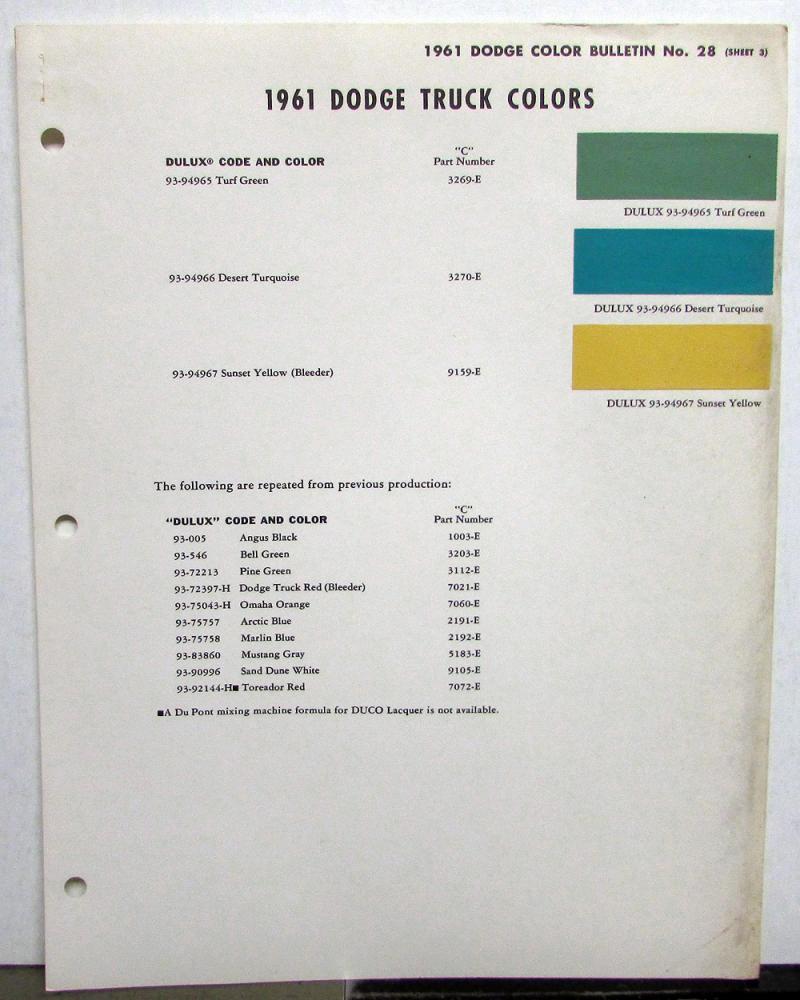 1961 DODGE COLOR BULLETIN No. 28 (SHEET 3)
1961 DODGE TRUCK COLORS
"C"
DULUX® CODE AND COLOR Part Number
93-94965 Turf Green 3269-E
DULUX 93-94965 Turf Green
93-94966 Desert Turquoise 3270-E
DULUX 93-94966 Desert Turquoise
93-94967 Sunset Yellow (Bleeder) 9159-E
DULUX 93-94967 Sunset Yellow
The following are repeated from previous production:
"C"
"DULUX" CODE AND COLOR Part Number
93-005 Angus Black 1003-E
93-546 Bell Green 3203-E
93-72213 Pine Green 3112-E
93-72397-H Dodge Truck Red (Bleeder) 7021-E
93-75043-H Omaha Orange 7060-E
93-75757 Arctic Blue 2191-E
93-75758 Marlin Blue 2192-E
93-83860 Mustang Gray 5183-E
93-90996 Sand Dune White 9105-E
93-92144-H■ Toreador Red 7072-E
■A Du Pont mixing machine formula for DUCO Lacquer is not available.